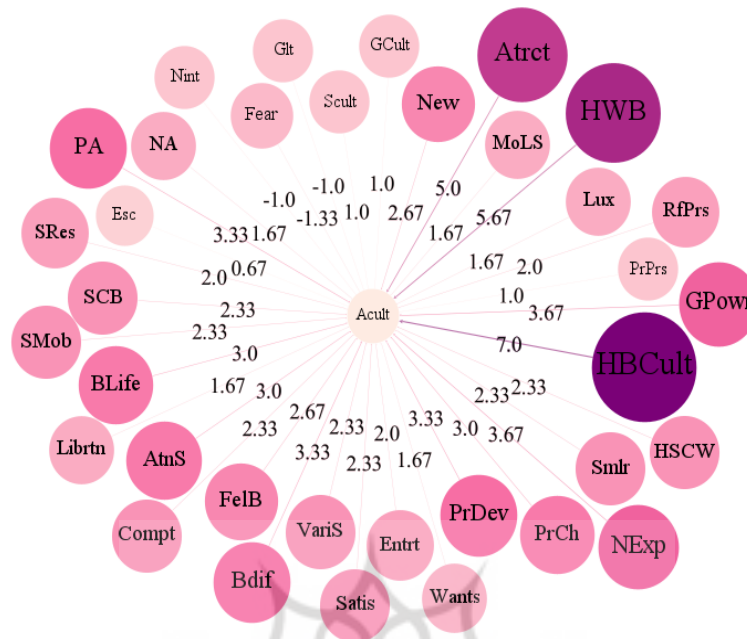 Glt
GCult
Atrct
Nint
Fear
Scult
New
HWB
PA
NA
MoLS
-1.0
-1.0
1.0
5.0
Esc
-1.33
1.0
2.67
Lux
RfPrs
SRes
3.33
1.67
1.67
5.67
2.0
0.67
1.67
2.0
PrPrs
SCB
1.0
GPowr
2.33
Acult
3.67
SMob
2.33
7.0
HBCult
BLife
3.0
1.67
3.0
2.33
2.33
Librtn
2.33
2.67
2.33
2.0
3.33
3.0
3.67
HSCW
AtnS
3.33
2.33
1.67
Smlr
FelB
PrDev
Compt
VariS
Entrt
PrCh
NExp
Bdif
Satis
Wants